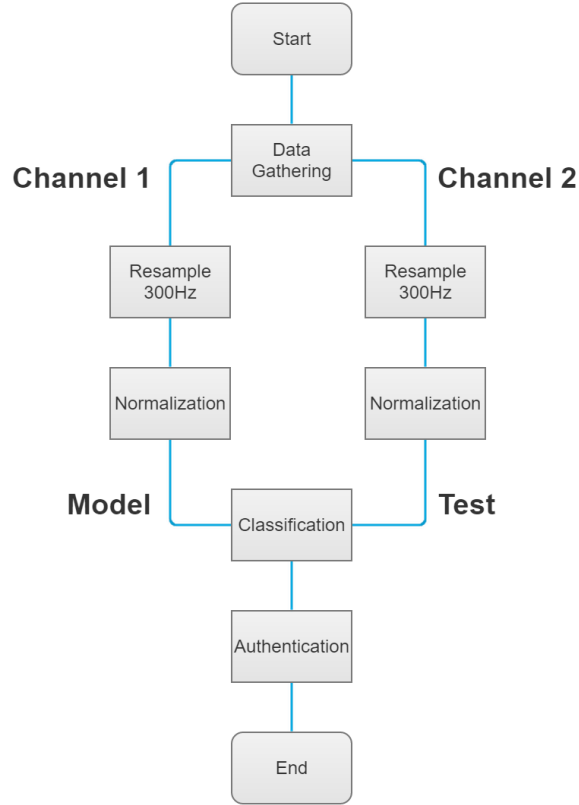 Start
Data
Gathering
Channel 1
Channel 2
Resample
300Hz
Resample
300Hz
Normalization
Normalization
Model
Test
Classification
Authentication
End